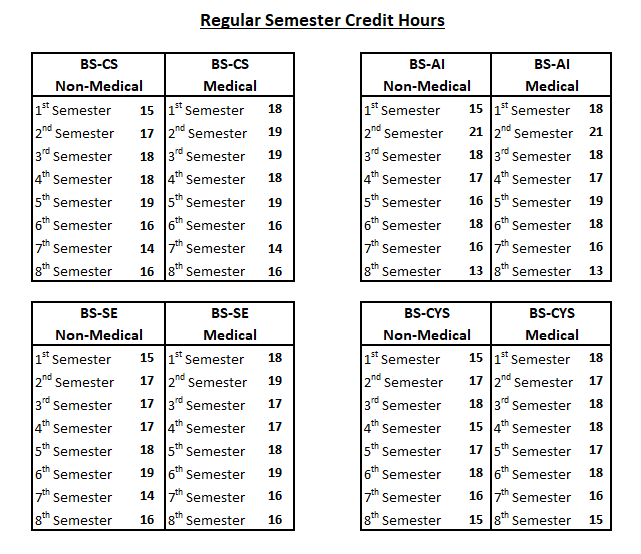 Regular Semester Credit Hours
BS-CS Non-Medical BS-CS Medical
1st Semester 15 1st Semester 18
2nd Semester 17 2nd Semester 19
3rd Semester 18 3rd Semester 19
4th Semester 18 4th Semester 18
5th Semester 19 5th Semester 19
6th Semester 16 6th Semester 16
7th Semester 14 7th Semester 14
8th Semester 16 8th Semester 16
BS-AI Non-Medical BS-AI Medical
1st Semester 15 1st Semester 18
2nd Semester 21 2nd Semester 21
3rd Semester 18 3rd Semester 18
4th Semester 17 4th Semester 17
5th Semester 16 5th Semester 19
6th Semester 18 6th Semester 18
7th Semester 16 7th Semester 16
8th Semester 13 8th Semester 13
BS-SE Non-Medical BS-SE Medical
1st Semester 15 1st Semester 18
2nd Semester 17 2nd Semester 19
3rd Semester 17 3rd Semester 17
4th Semester 17 4th Semester 17
5th Semester 18 5th Semester 18
6th Semester 19 6th Semester 19
7th Semester 14 7th Semester 16
8th Semester 16 8th Semester 16
BS-CYS Non-Medical BS-CYS Medical
1st Semester 15 1st Semester 18
2nd Semester 17 2nd Semester 17
3rd Semester 18 3rd Semester 18
4th Semester 15 4th Semester 18
5th Semester 17 5th Semester 17
6th Semester 18 6th Semester 18
7th Semester 16 7th Semester 16
8th Semester 15 8th Semester 15